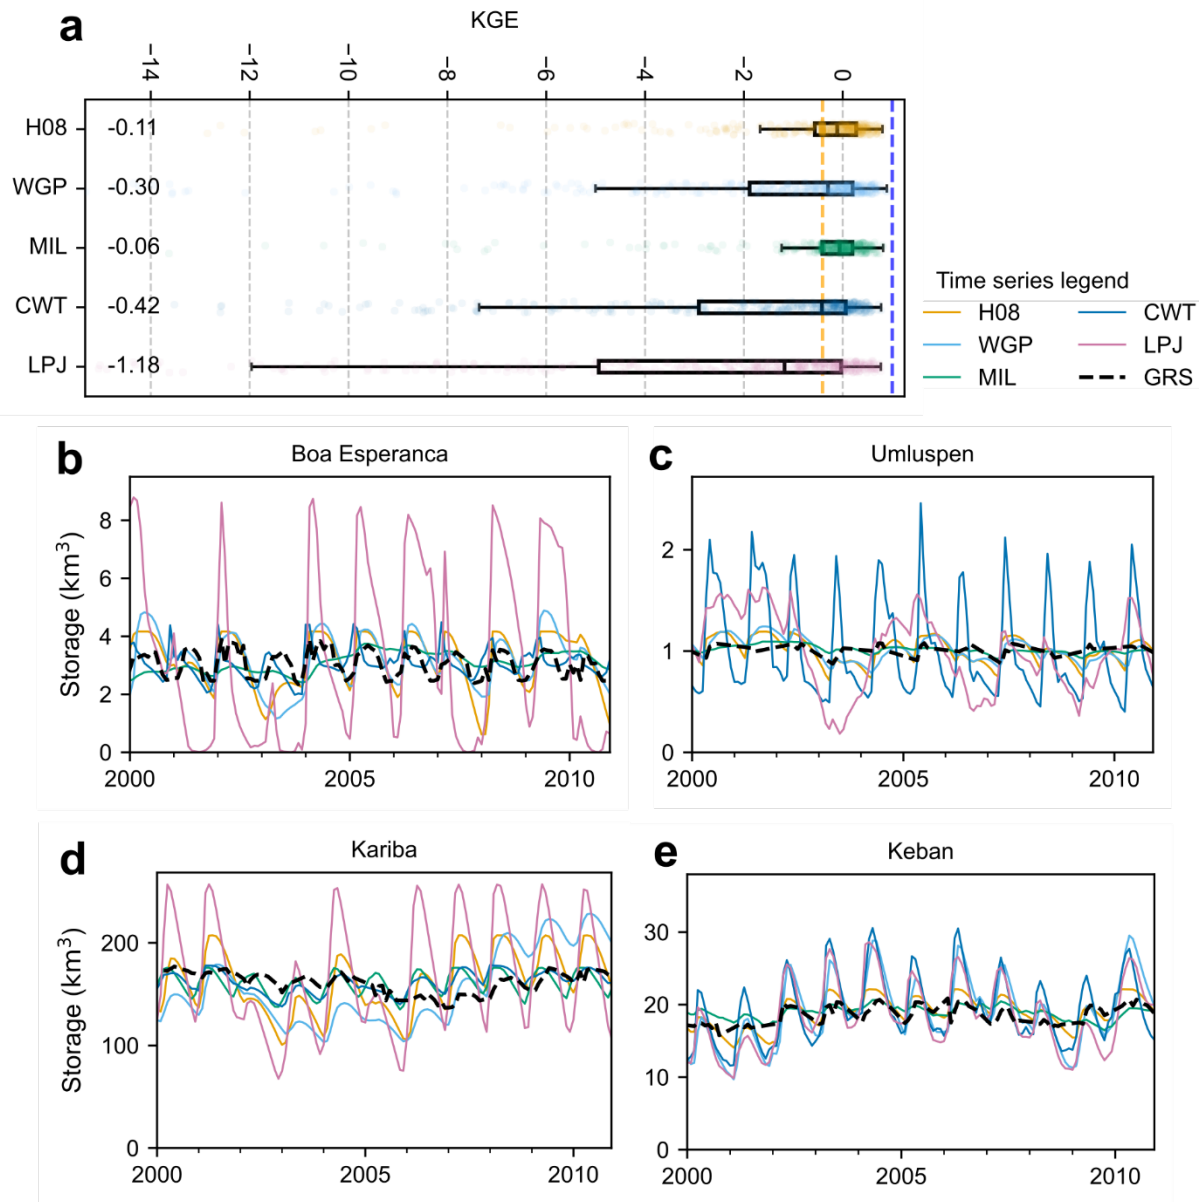 a
KGE
-14 -12 -10 -8 -6 -4 -2 0
H08 -0.11
WGP -0.30
MIL -0.06
CWT -0.42
LPJ -1.18
Time series legend
H08 CWT
WGP LPJ
MIL GRS
b
Boa Esperanca
Storage (km³)
8
6
4
2
0
2000 2005 2010
c
Umluspen
2
1
0
2000 2005 2010
d
Kariba
Storage (km³)
200
100
0
2000 2005 2010
e
Keban
30
20
10
0
2000 2005 2010